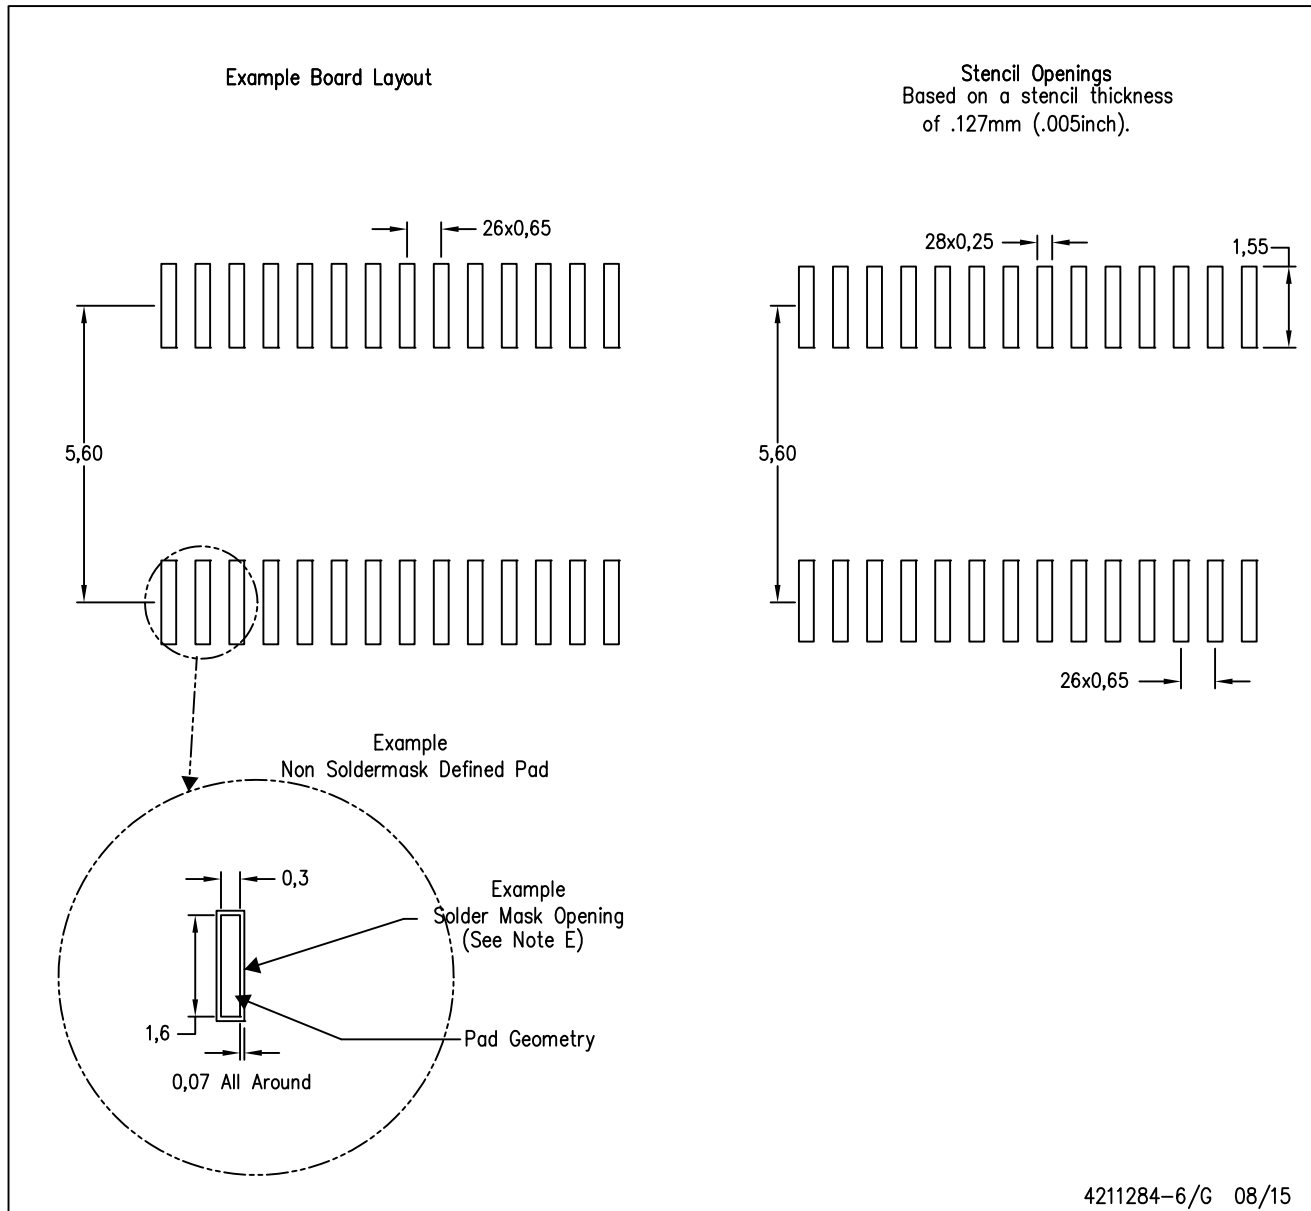 Example Board Layout
Stencil Openings
Based on a stencil thickness
of .127mm (.005inch).
26x0,65
28x0,25
1,55
5,60
5,60
26x0,65
Example
Non Soldermask Defined Pad
0,3
Example
Solder Mask Opening
(See Note E)
1,6
Pad Geometry
0,07 All Around
4211284-6/G 08/15